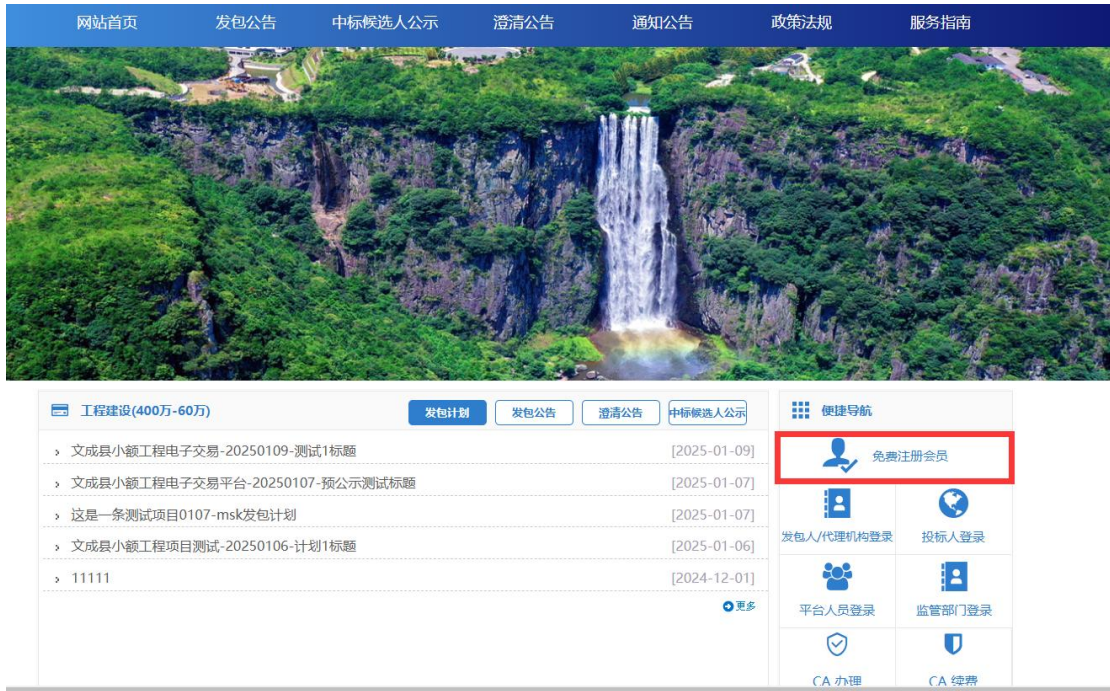 网站首页 发包公告 中标候选人公示 澄清公告 通知公告 政策法规 服务指南
工程建设(400万-60万) 发包计划 发包公告 澄清公告 中标候选人公示
文成县小额工程电子交易-20250109-测试1标题 [2025-01-09]
文成县小额工程电子交易平台-20250107-预公示测试标题 [2025-01-07]
这是一条测试项目0107-msk发包计划 [2025-01-07]
文成县小额工程项目测试-20250106-计划1标题 [2025-01-06]
11111 [2024-12-01]
更多
便捷导航
免费注册会员
发包人/代理机构登录 投标人登录
平台人员登录 监管部门登录
CA 办理 CA 续费